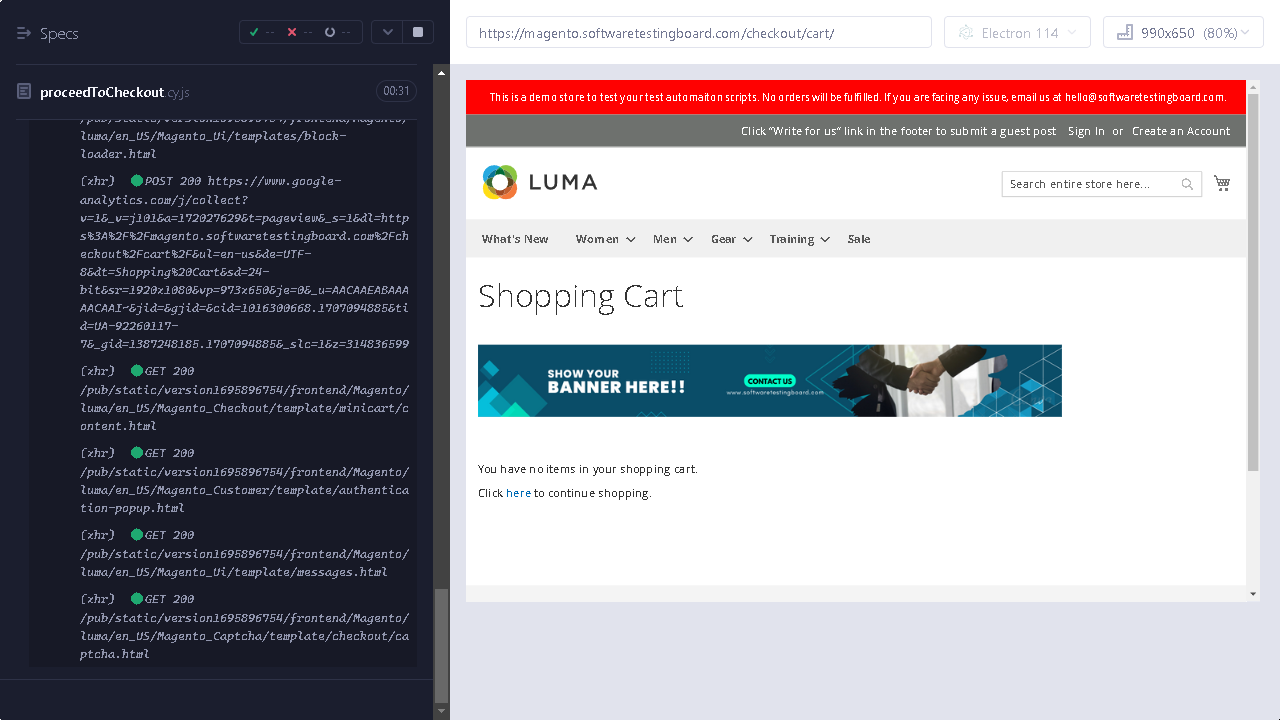 Specs
-- -- --
proceedToCheckout.cy.js 00:31
/pub/static/version1695896754/frontend/Magento/
luma/en_US/Magento_Ui/templates/block-
loader.html
(xhr) POST 200 https://www.google-
analytics.com/j/collect?
v=1&_v=j101&a=172027629&t=pageview&_s=1&dl=http
s%3A%2F%2Fmagento.softwaretestingboard.com%2Fch
eckout%2Fcart%2F&ul=en-us&de=UTF-
8&dt=Shopping%20Cart&sd=24-
bit&sr=1920x1080&vp=973x650&je=0&_u=AACAAEABAAA
AACAAI~&jid=&gjid=&cid=1016300668.1707094885&ti
d=UA-92260117-
7&_gid=1387248185.1707094885&_slc=1&z=314836599
(xhr) GET 200
/pub/static/version1695896754/frontend/Magento/
luma/en_US/Magento_Checkout/template/minicart/c
ontent.html
(xhr) GET 200
/pub/static/version1695896754/frontend/Magento/
luma/en_US/Magento_Customer/template/authentica
tion-popup.html
(xhr) GET 200
/pub/static/version1695896754/frontend/Magento/
luma/en_US/Magento_Ui/template/messages.html
(xhr) GET 200
/pub/static/version1695896754/frontend/Magento/
luma/en_US/Magento_Captcha/template/checkout/ca
ptcha.html
https://magento.softwaretestingboard.com/checkout/cart/ Electron 114 990x650 (80%)
This is a demo store to test your test automaiton scripts. No orders will be fulfilled. If you are facing any issue, email us at hello@softwaretestingboard.com.
Click "Write for us" link in the footer to submit a guest post Sign In or Create an Account
LUMA Search entire store here...
What's New Women Men Gear Training Sale
Shopping Cart
SHOW YOUR
BANNER HERE!!
CONTACT US
www.softwaretestingboard.com
You have no items in your shopping cart.
Click here to continue shopping.